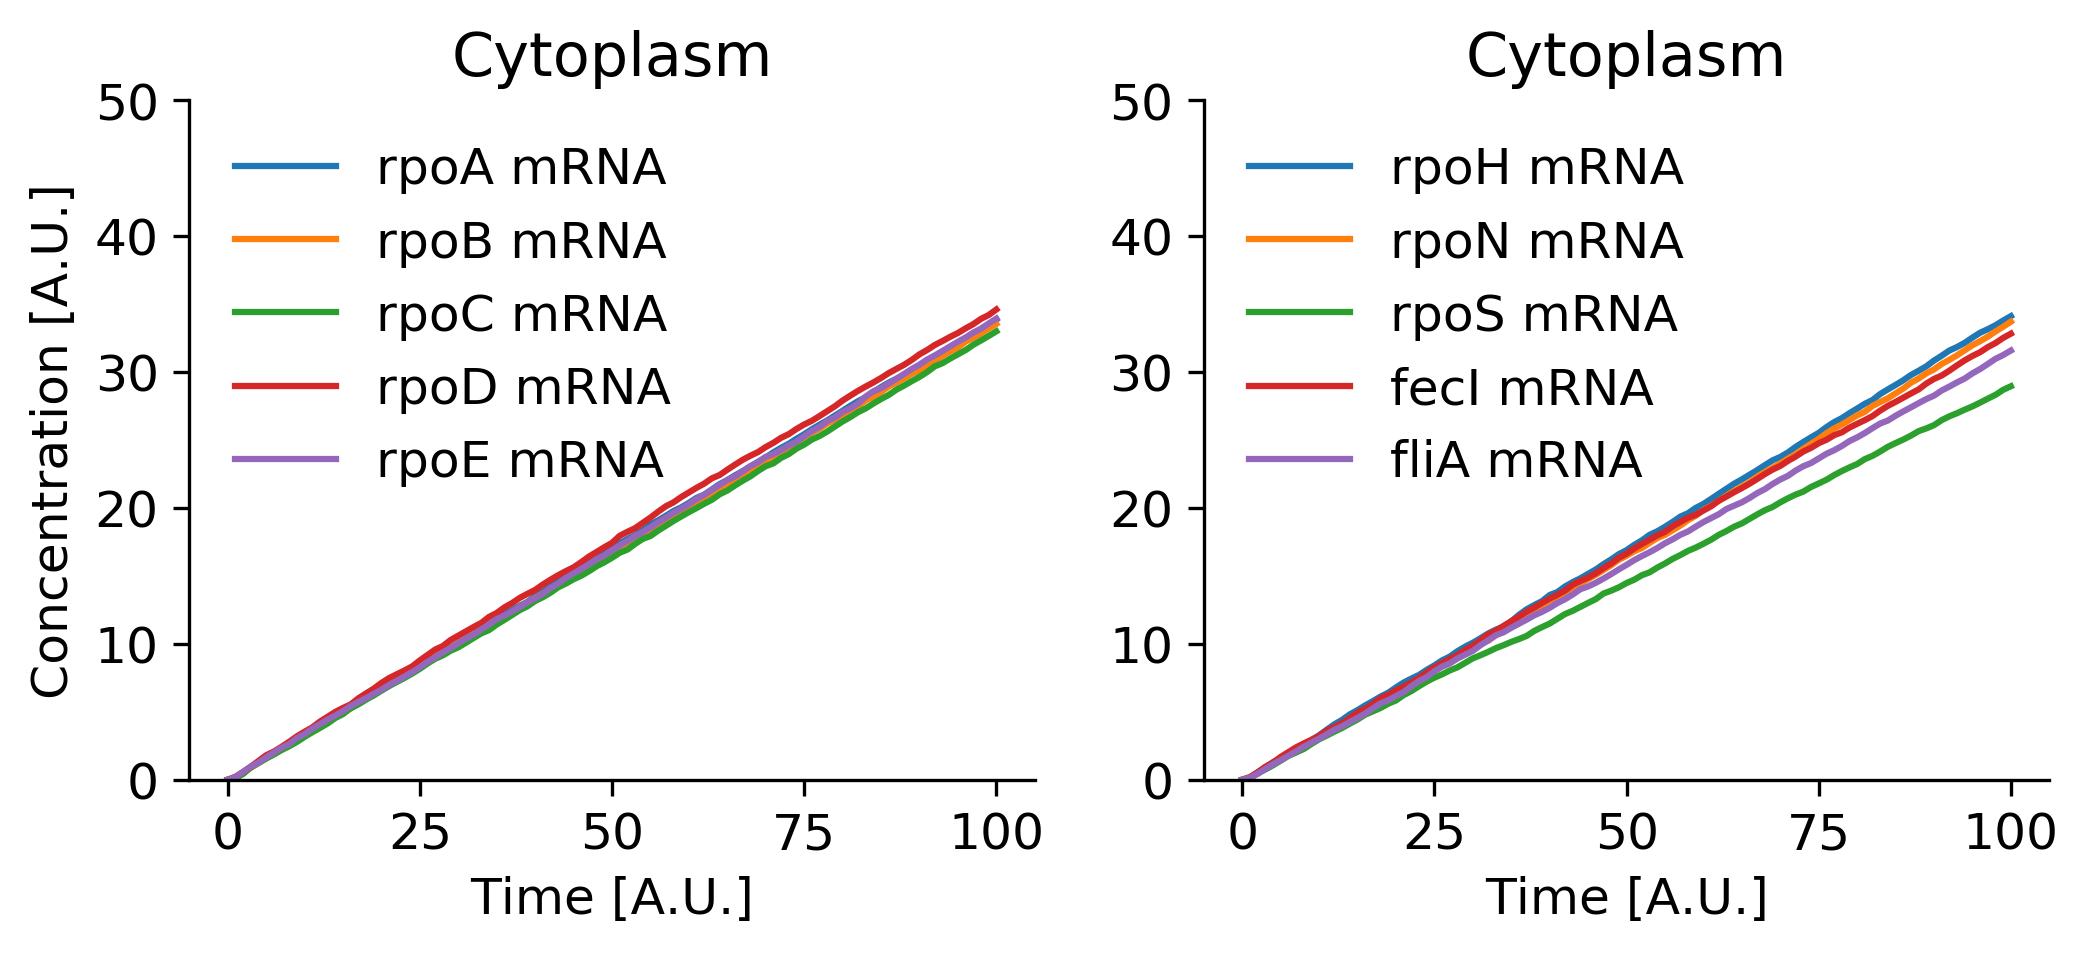 Cytoplasm
50
40
30
20
10
0
Concentration [A.U.]
rpoA mRNA
rpoB mRNA
rpoC mRNA
rpoD mRNA
rpoE mRNA
0 25 50 75 100
Time [A.U.]
Cytoplasm
50
40
30
20
10
0
rpoH mRNA
rpoN mRNA
rpoS mRNA
fecI mRNA
fliA mRNA
0 25 50 75 100
Time [A.U.]